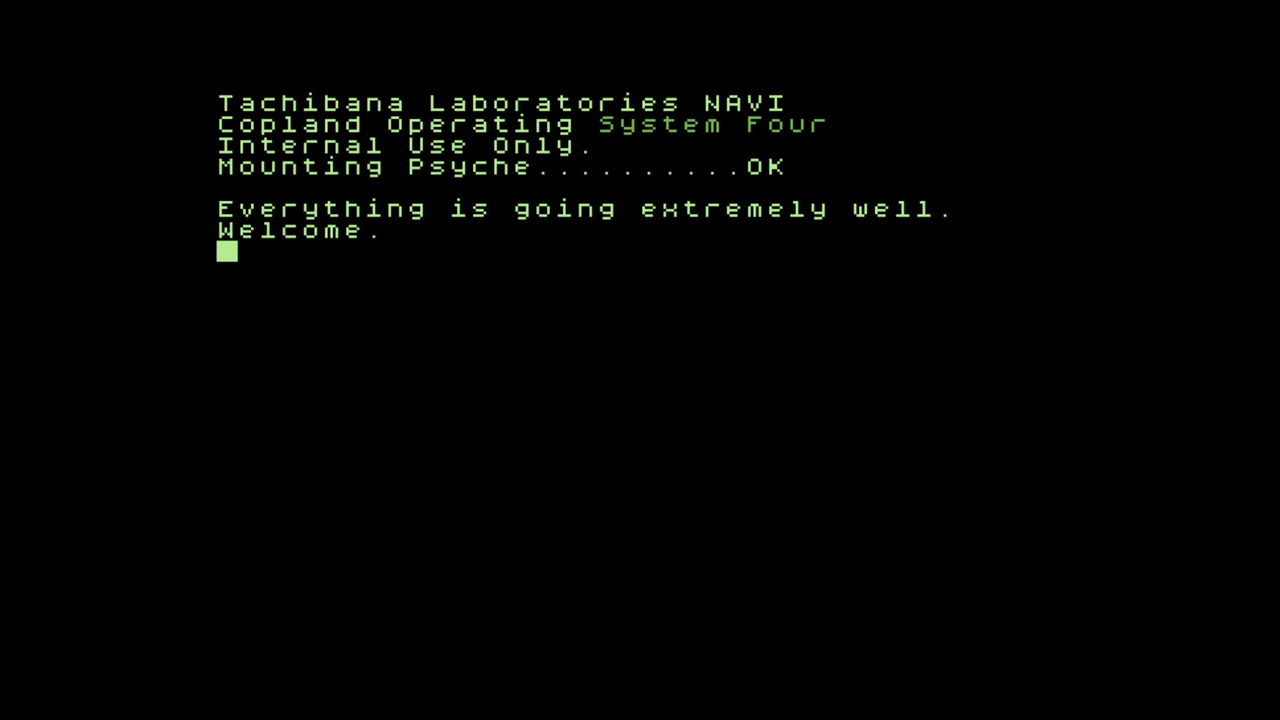 Tachibana Laboratories NAVI
Copland Operating System Four
Internal Use Only.
Mounting Psyche..........OK
Everything is going extremely well.
Welcome.